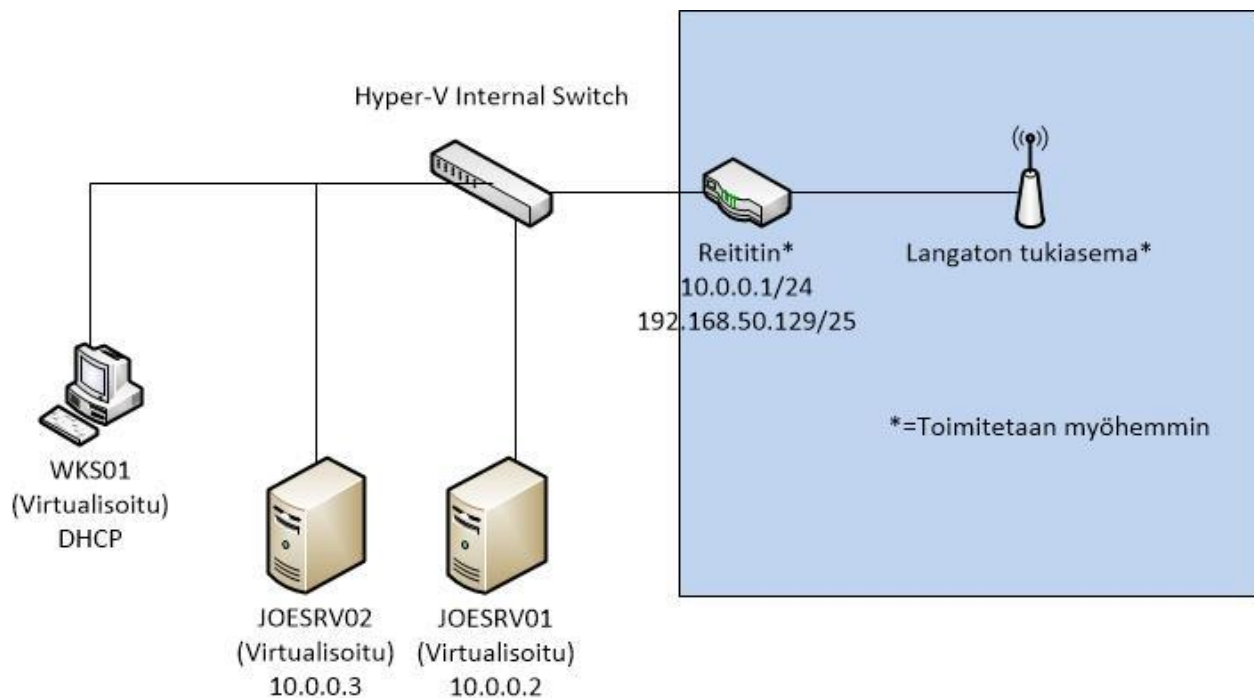 Hyper-V Internal Switch
Reititin*
10.0.0.1/24
192.168.50.129/25
Langaton tukiasema*
*=Toimitetaan myöhemmin
WKS01
(Virtualisoitu)
DHCP
JOESRV02
(Virtualisoitu)
10.0.0.3
JOESRV01
(Virtualisoitu)
10.0.0.2